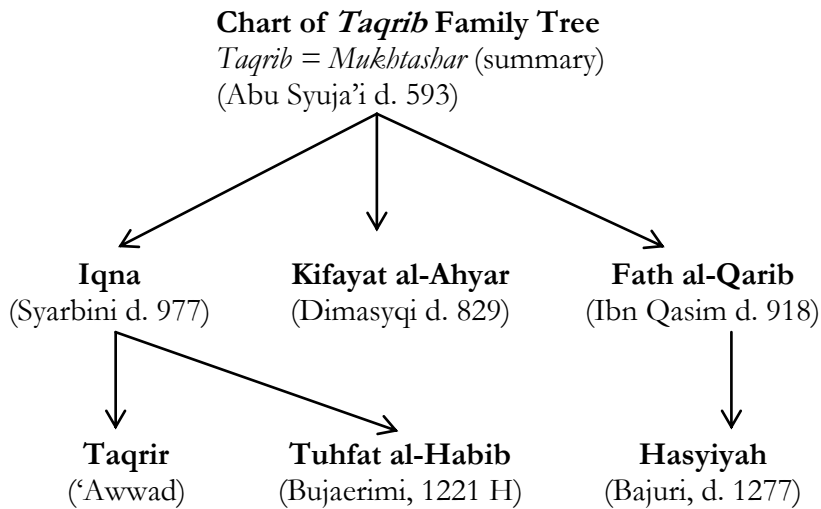 Chart of Taqrib Family Tree
Taqrib = Mukhtashar (summary)
(Abu Syuja’i d. 593)
Iqna
(Syarbini d. 977)
Kifayat al-Ahyar
(Dimasyqi d. 829)
Fath al-Qarib
(Ibn Qasim d. 918)
Taqrir
(‘Awwad)
Tuhfat al-Habib
(Bujaerimi, 1221 H)
Hasyiyah
(Bajuri, d. 1277)